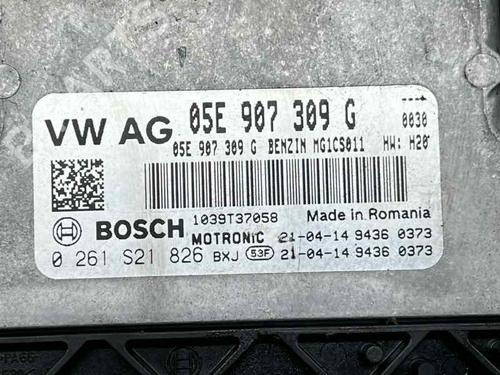 VW AG 05E 907 309 G 0030
05E 907 309 G BENZIN MG1CS011 HW: H20
1039T37058
BOSCH Made in Romania
MOTRONIC 21-04-14 9436 0373
0 261 S21 826 BXJ 53F 21-04-14 9436 0373